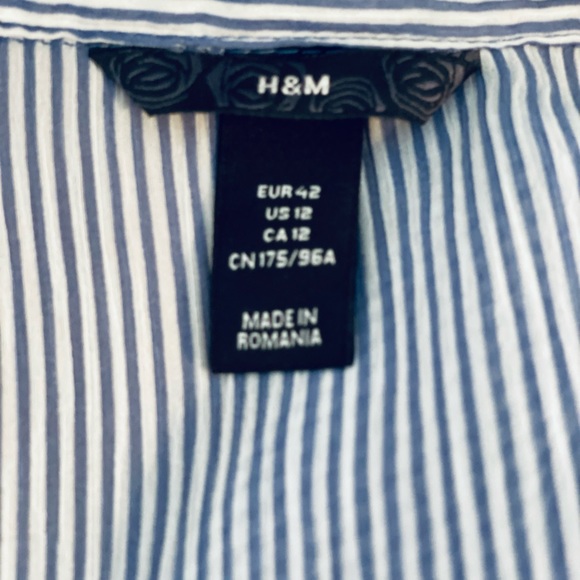 H&M
EUR 42
US 12
CA 12
CN 175/96A
MADE IN
ROMANIA